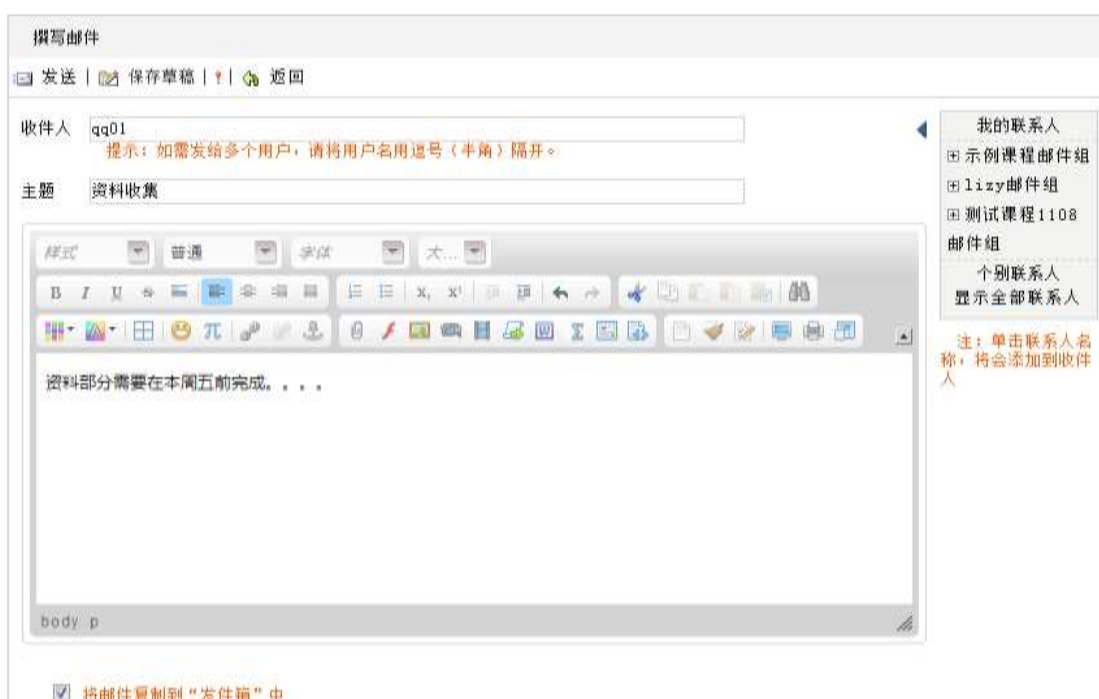 撰写邮件
发送 | 保存草稿 | ! | 返回
收件人 qq01
提示：如需发给多个用户，请将用户名用逗号（半角）隔开。
主题 资料收集
我的联系人
示例课程邮件组
lizy邮件组
测试课程1108
邮件组
个别联系人
显示全部联系人
注：单击联系人名
称，将会添加到收件
人
样式 普通 字体 大...
B I U S
x₂ x²
资料部分需要在本周五前完成。。。。
body p
将邮件复制到“发件箱”中